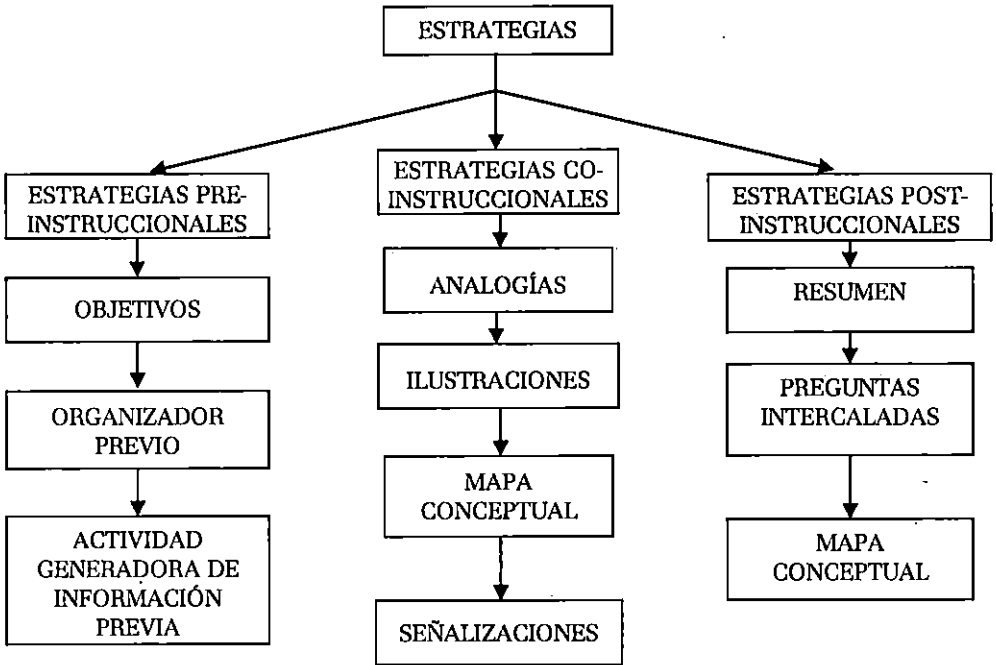 ESTRATEGIAS
ESTRATEGIAS PRE-
INSTRUCCIONALES
OBJETIVOS
ORGANIZADOR
PREVIO
ACTIVIDAD
GENERADORA DE
INFORMACIÓN
PREVIA
ESTRATEGIAS CO-
INSTRUCCIONALES
ANALOGÍAS
ILUSTRACIONES
MAPA
CONCEPTUAL
SEÑALIZACIONES
ESTRATEGIAS POST-
INSTRUCCIONALES
RESUMEN
PREGUNTAS
INTERCALADAS
MAPA
CONCEPTUAL